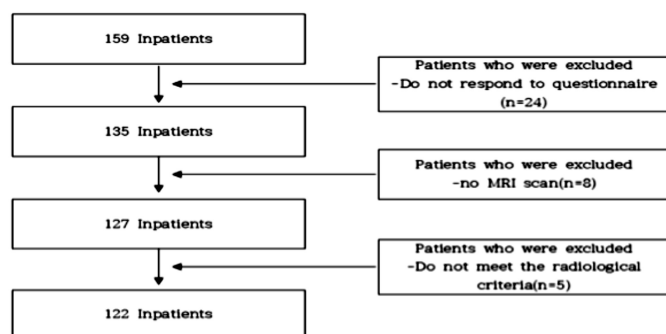 159 Inpatients
Patients who were excluded
-Do not respond to questionnaire
(n=24)
135 Inpatients
Patients who were excluded
-no MRI scan(n=8)
127 Inpatients
Patients who were excluded
-Do not meet the radiological
criteria(n=5)
122 Inpatients